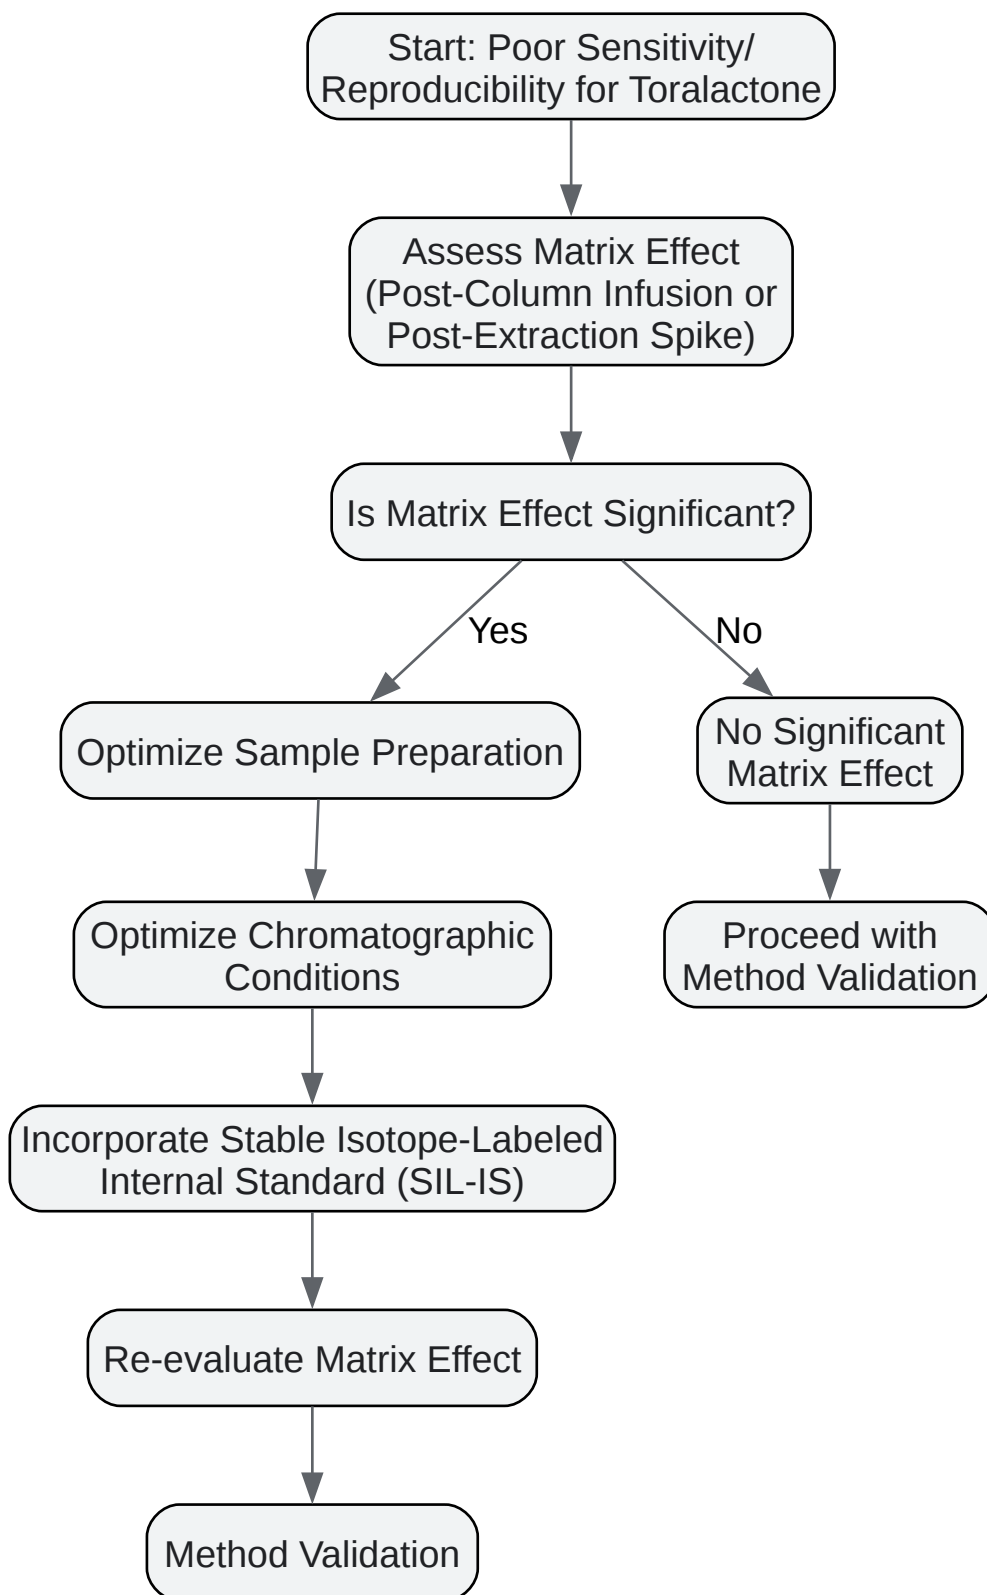 Start: Poor Sensitivity/
Reproducibility for Toralactone
Assess Matrix Effect
(Post-Column Infusion or
Post-Extraction Spike)
Is Matrix Effect Significant?
Yes
No
Optimize Sample Preparation
No Significant
Matrix Effect
Optimize Chromatographic
Conditions
Proceed with
Method Validation
Incorporate Stable Isotope-Labeled
Internal Standard (SIL-IS)
Re-evaluate Matrix Effect
Method Validation